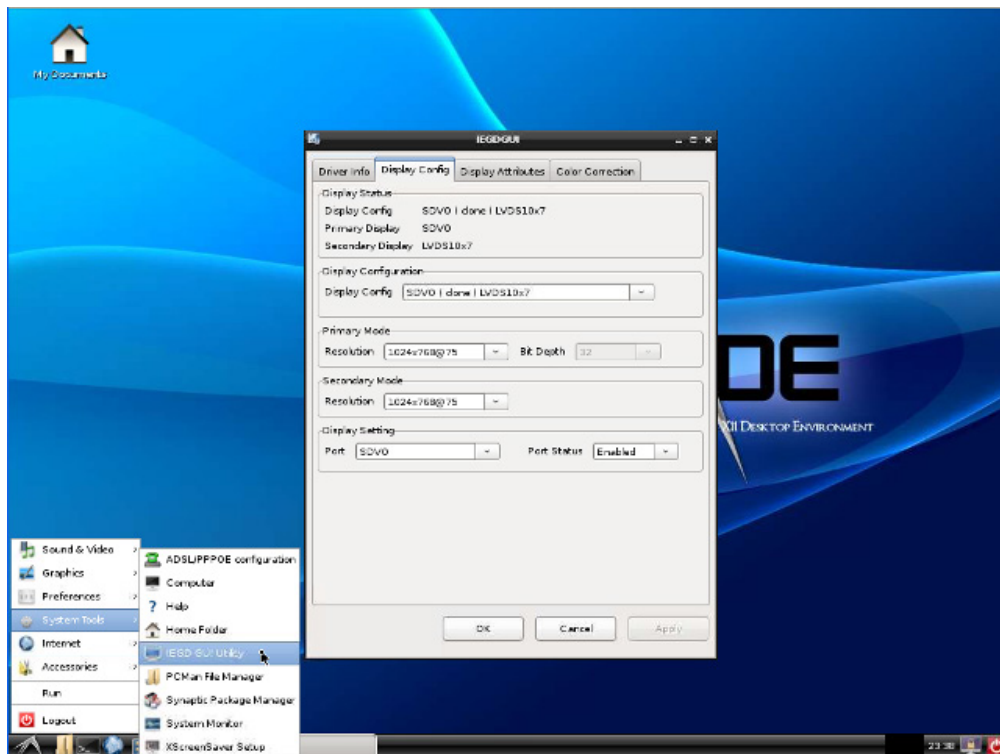 My Documents
IEGDGUI
Driver Info Display Config Display Attributes Color Correction
Display Status
Display Config SDVO | clone | LVDS10x7
Primary Display SDVO
Secondary Display LVDS10x7
Display Configuration
Display Config SDVO | clone | LVDS10x7
Primary Mode
Resolution 1024x768@75 Bit Depth 32
Secondary Mode
Resolution 1024x768@75
Display Setting
Port SDVO Port Status Enabled
OK Cancel Apply
DE
X11 DESKTOP ENVIRONMENT
Sound & Video
Graphics
Preferences
System Tools
Internet
Accessories
Run
Logout
ADSL/PPPOE configuration
Computer
Help
Home Folder
IEGD GUI Utility
PCMan File Manager
Synaptic Package Manager
System Monitor
XScreenSaver Setup
23:38